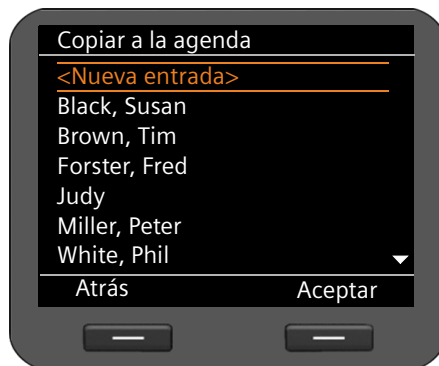 Copiar a la agenda
<Nueva entrada>
Black, Susan
Brown, Tim
Forster, Fred
Judy
Miller, Peter
White, Phil
Atrás Aceptar